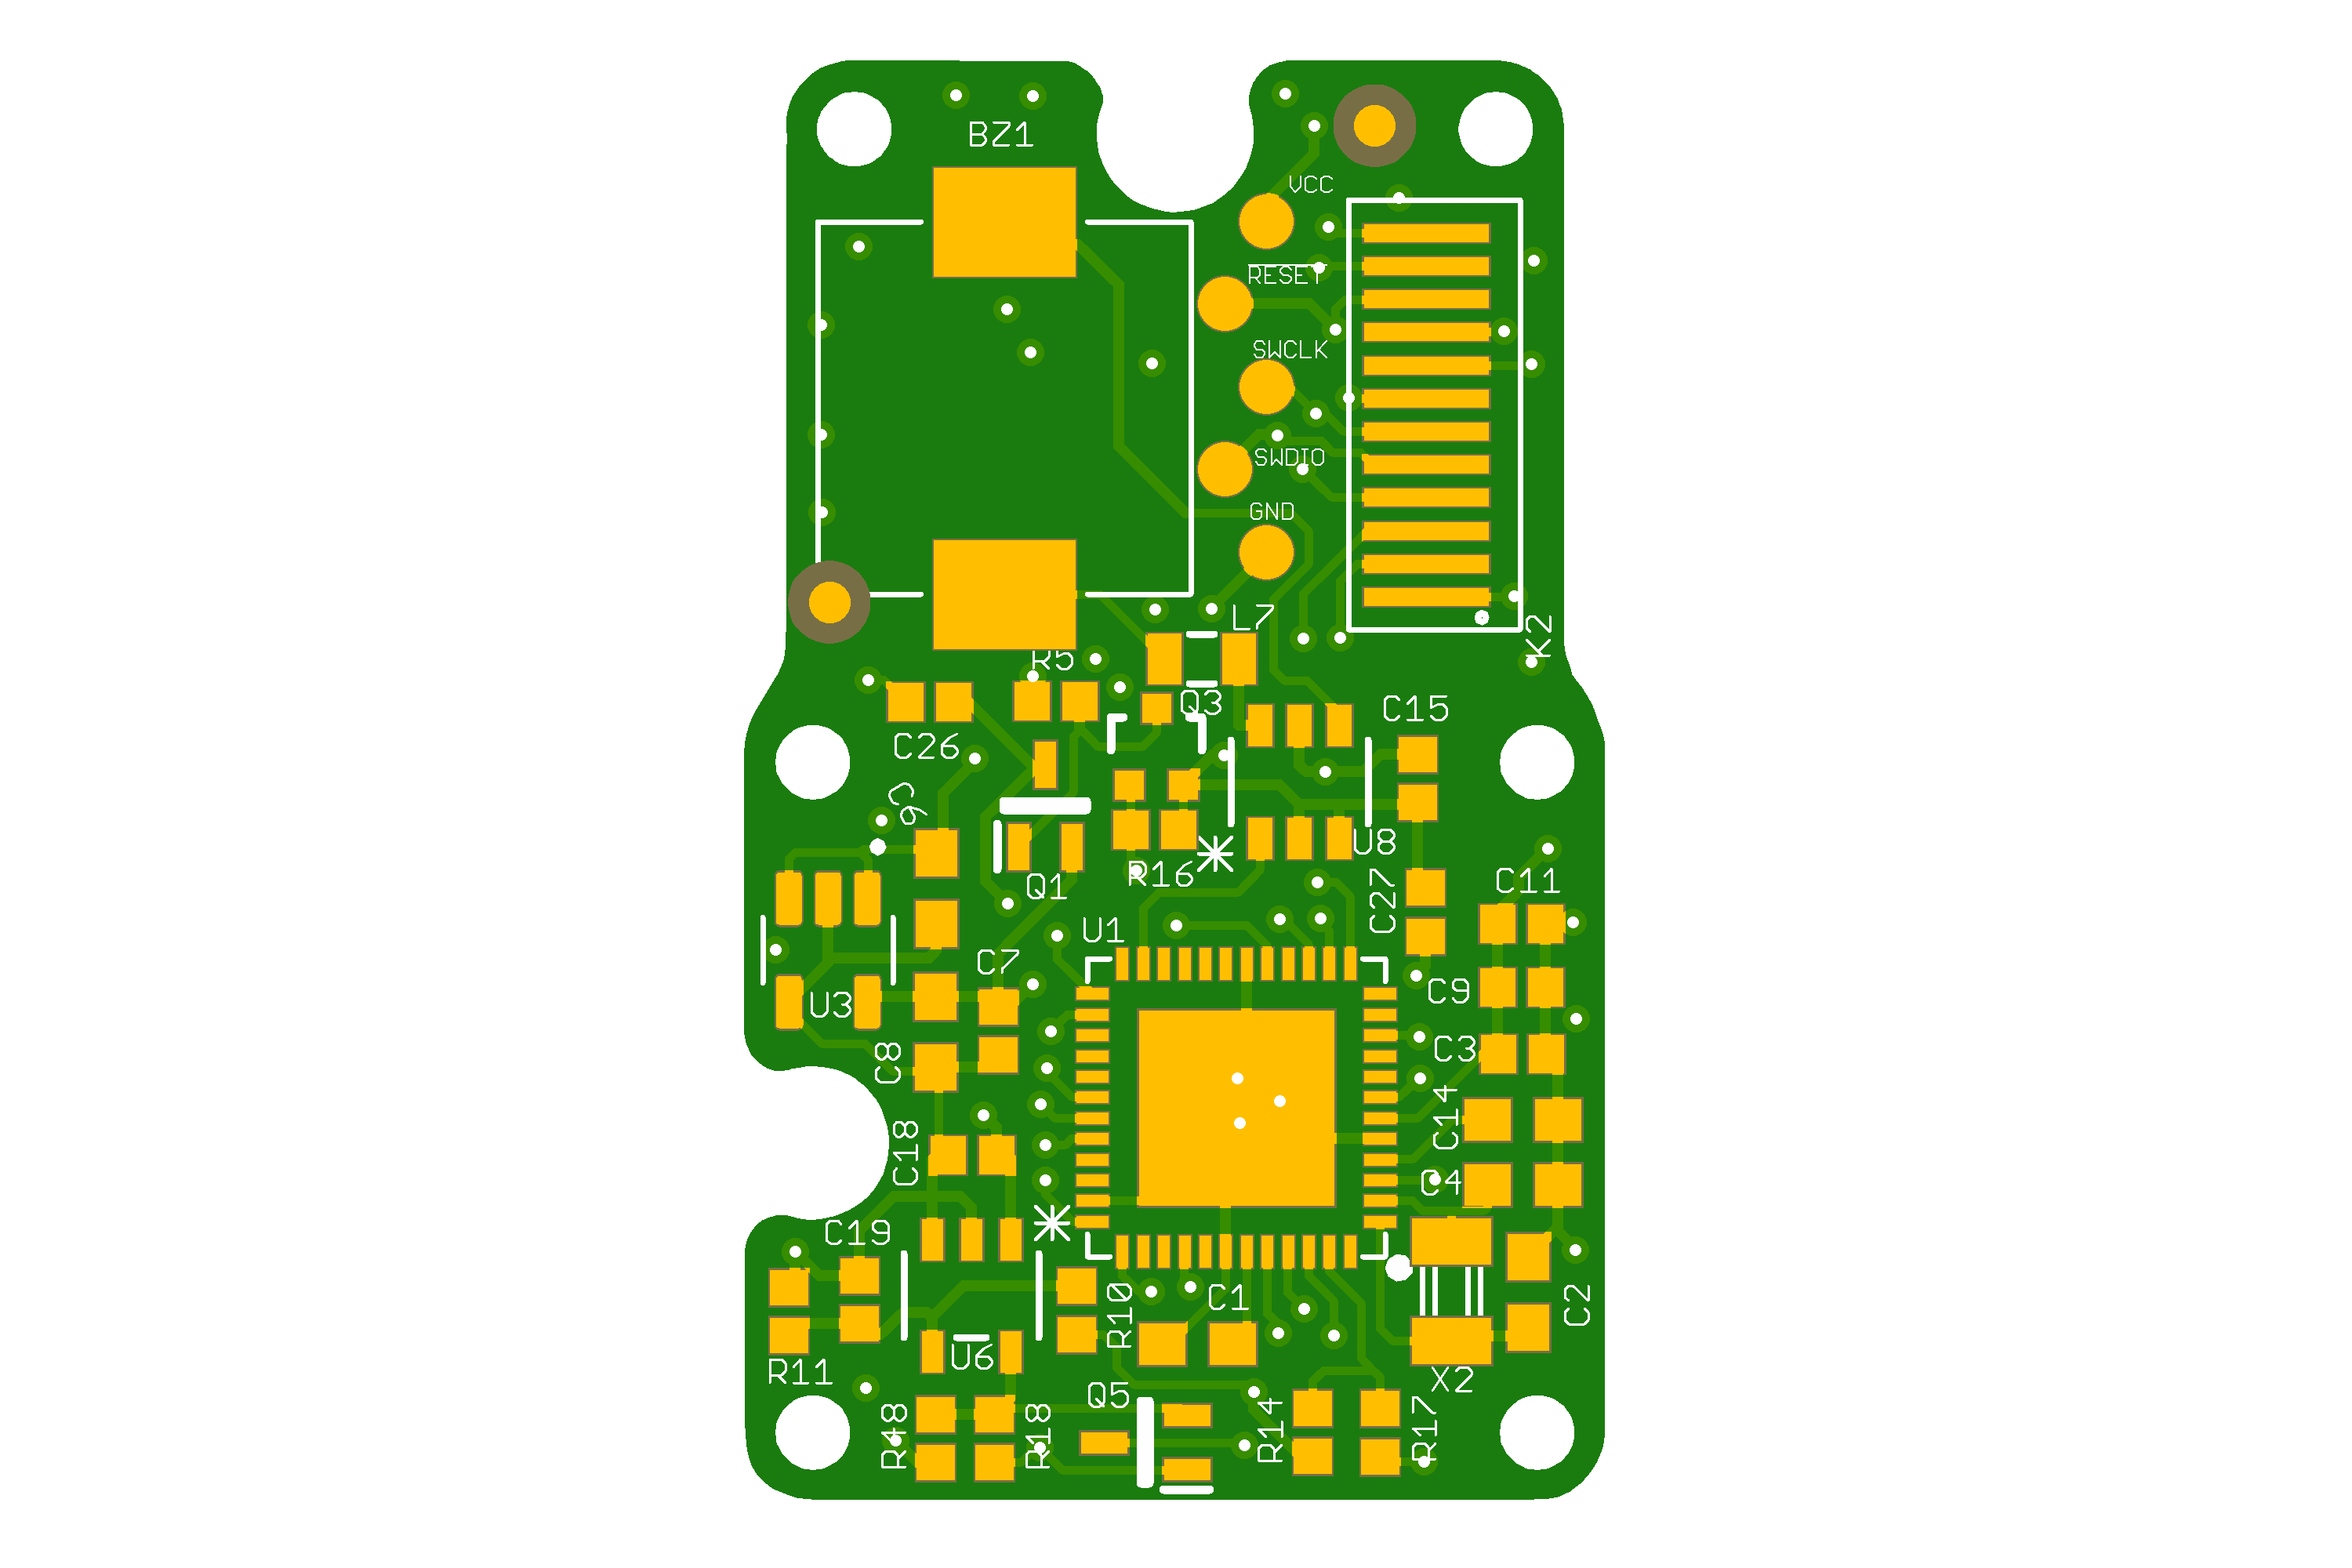 BZ1
VCC
RESET
SWCLK
SWDIO
GND
L7
K2
R5
Q3
C15
C26
C6
U8
R16
Q1
C27
C11
U1
C7
C9
U3
C3
C8
C14
C18
C4
C19
C1
C2
R10
U6
R11
X2
Q5
R48
R18
R14
R17